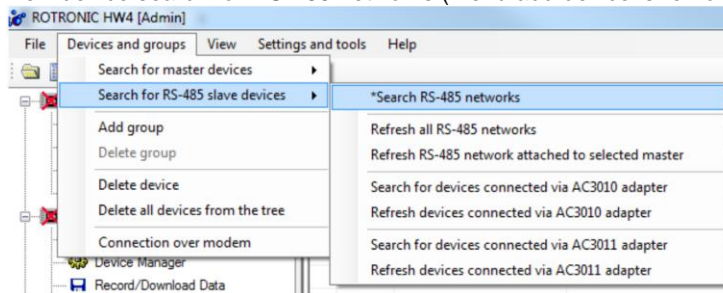 ROTRONIC HW4 [Admin]
File Devices and groups View Settings and tools Help
Search for master devices
Search for RS-485 slave devices
*Search RS-485 networks
Add group
Refresh all RS-485 networks
Delete group
Refresh RS-485 network attached to selected master
Delete device
Search for devices connected via AC3010 adapter
Delete all devices from the tree
Refresh devices connected via AC3010 adapter
Connection over modem
Search for devices connected via AC3011 adapter
Device Manager
Refresh devices connected via AC3011 adapter
Record/Download Data